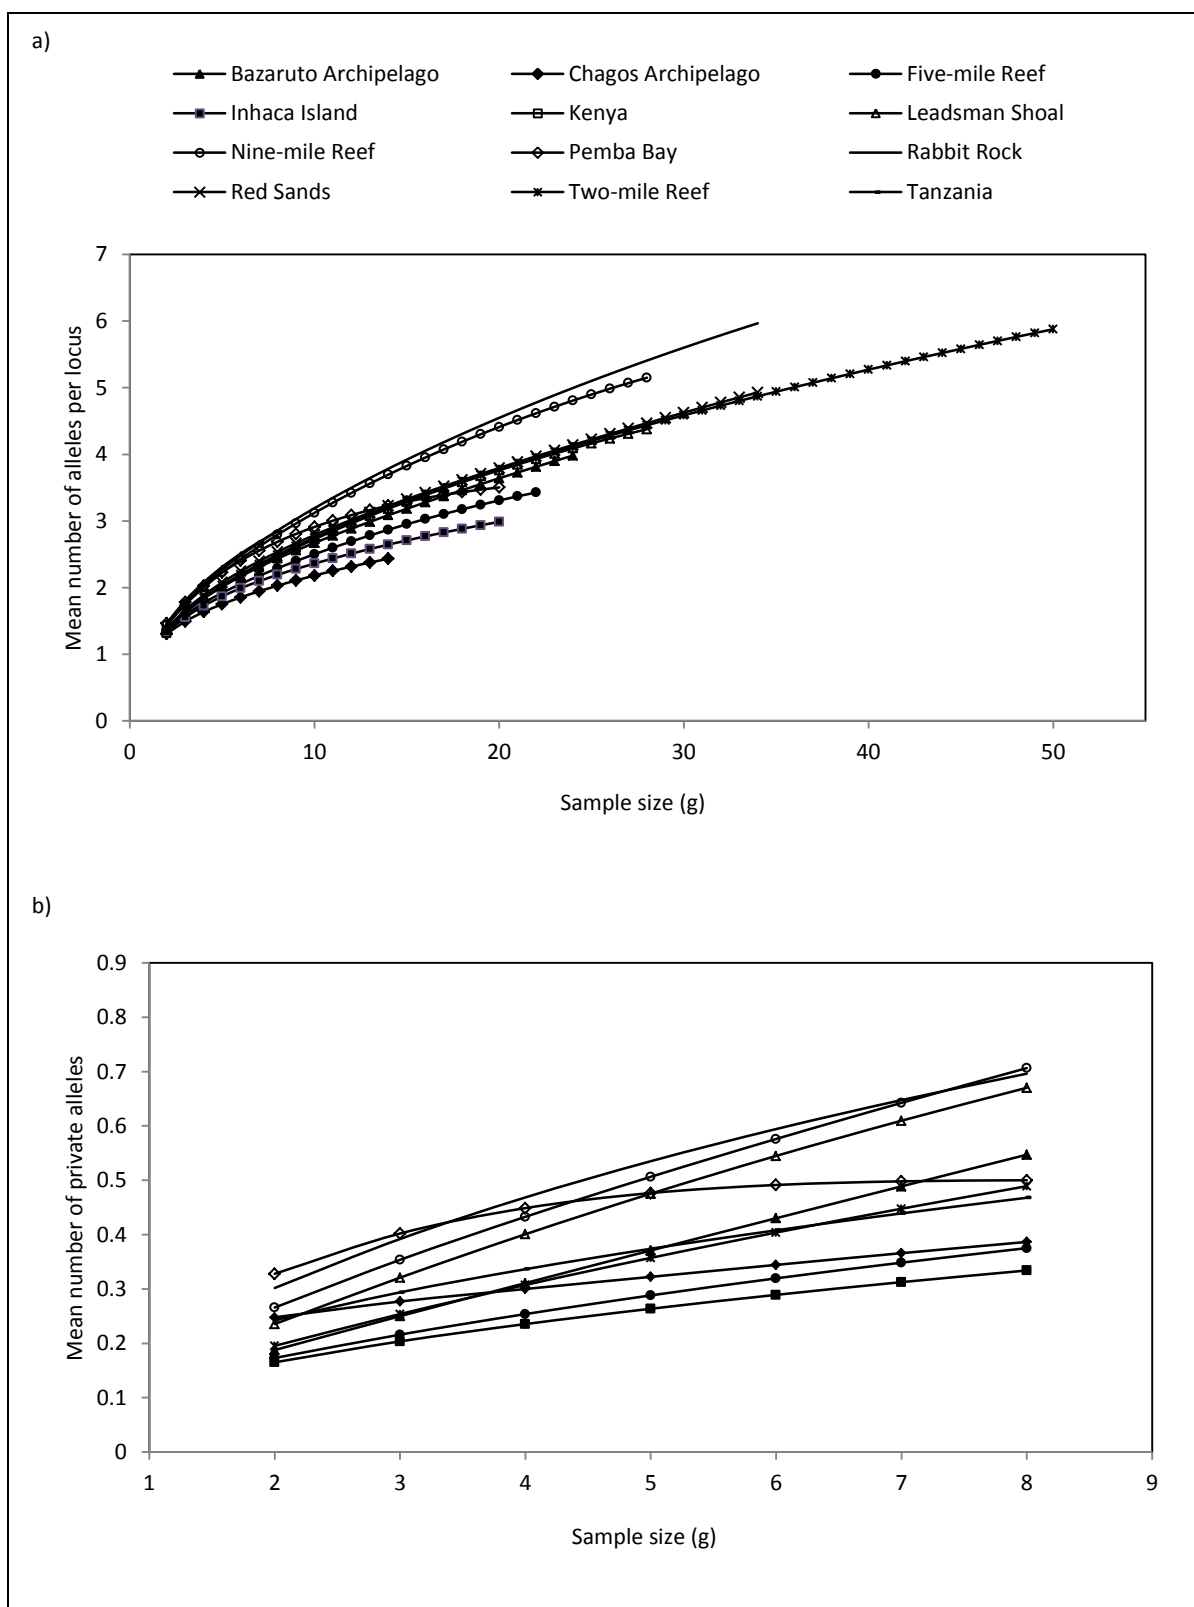 a)
Bazaruto Archipelago Chagos Archipelago Five-mile Reef
Inhaca Island Kenya Leadsman Shoal
Nine-mile Reef Pemba Bay Rabbit Rock
Red Sands Two-mile Reef Tanzania
Mean number of alleles per locus
7
6
5
4
3
2
1
0
0 10 20 30 40 50
Sample size (g)
b)
Mean number of private alleles
0.9
0.8
0.7
0.6
0.5
0.4
0.3
0.2
0.1
0
1 2 3 4 5 6 7 8 9
Sample size (g)